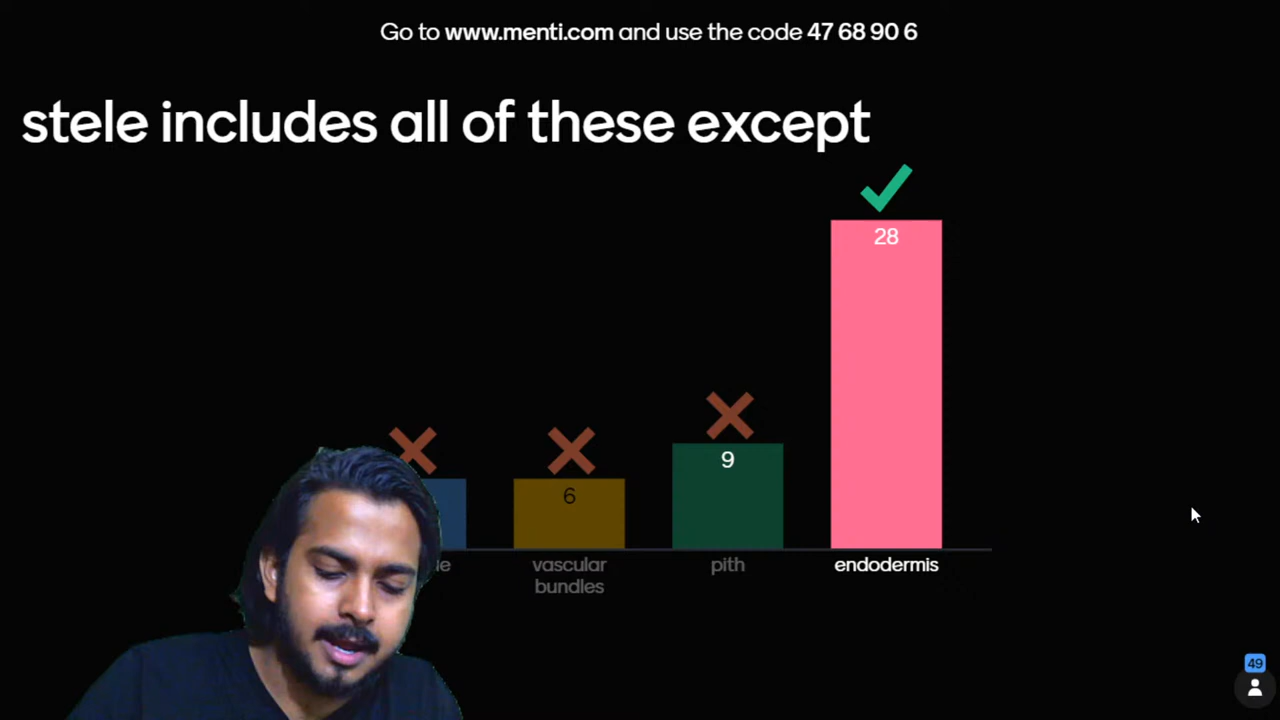 Go to www.menti.com and use the code 47 68 90 6
stele includes all of these except
28
9
6
vascular
bundles
pith
endodermis
49